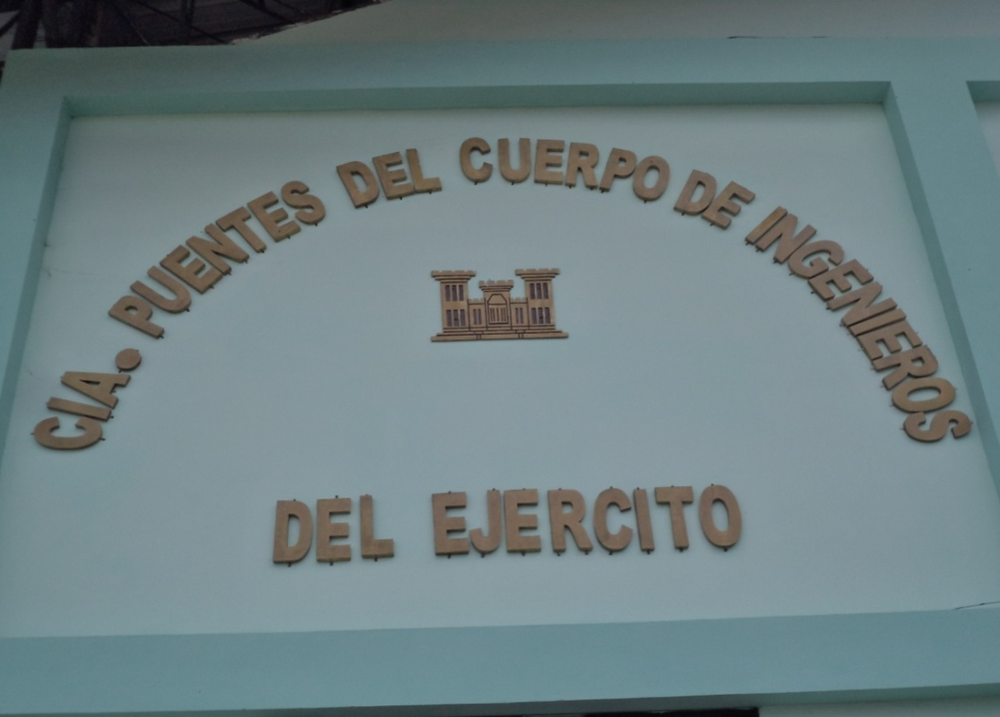 CIA. PUENTES DEL CUERPO DE INGENIEROS
DEL EJERCITO